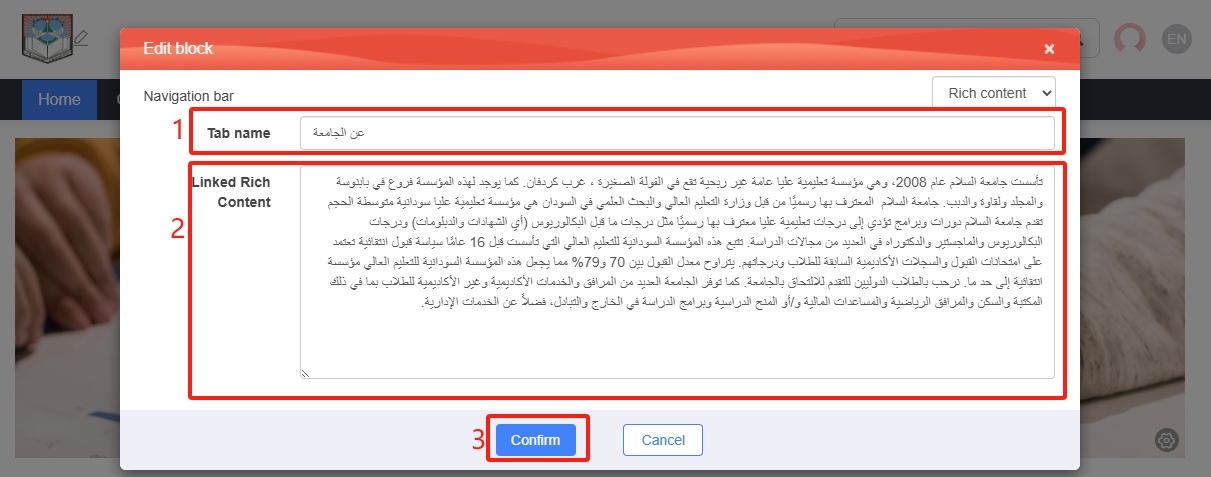 EN
Edit block
×
Home
Navigation bar
Rich content
1
Tab name
عن الجامعة
2
Linked Rich
Content
تأسست جامعة السلام عام 2008، وهي مؤسسة تعليمية عليا عامة غير ربحية تقع في الفولة الصغيرة ، غرب كردفان. كما يوجد لهذه المؤسسة فروع في بابنوسة
والمجلد ولقاوة والدبب. جامعة السلام المعترف بها رسميًا من قبل وزارة التعليم العالي والبحث العلمي في السودان هي مؤسسة تعليمية عليا سودانية متوسطة الحجم
تقدم جامعة السلام دورات وبرامج تؤدي إلى درجات تعليمية عليا معترف بها رسميًا مثل درجات ما قبل البكالوريوس (أي الشهادات والدبلومات) ودرجات
البكالوريوس والماجستير والدكتوراه في العديد من مجالات الدراسة. تتبع هذه المؤسسة السودانية للتعليم العالي التي تأسست قبل 16 عامًا سياسة قبول انتقائية تعتمد
على امتحانات القبول والسجلات الأكاديمية السابقة للطلاب ودرجاتهم. يتراوح معدل القبول بين 70 و79% مما يجعل هذه المؤسسة السودانية للتعليم العالي مؤسسة
انتقائية إلى حد ما. نرحب بالطلاب الدوليين للتقدم للالتحاق بالجامعة. كما توفر الجامعة العديد من المرافق والخدمات الأكاديمية وغير الأكاديمية للطلاب بما في ذلك
المكتبة والسكن والمرافق الرياضية والمساعدات المالية و/أو المنح الدراسية وبرامج الدراسة في الخارج والتبادل، فضلاً عن الخدمات الإدارية.
3
Confirm
Cancel